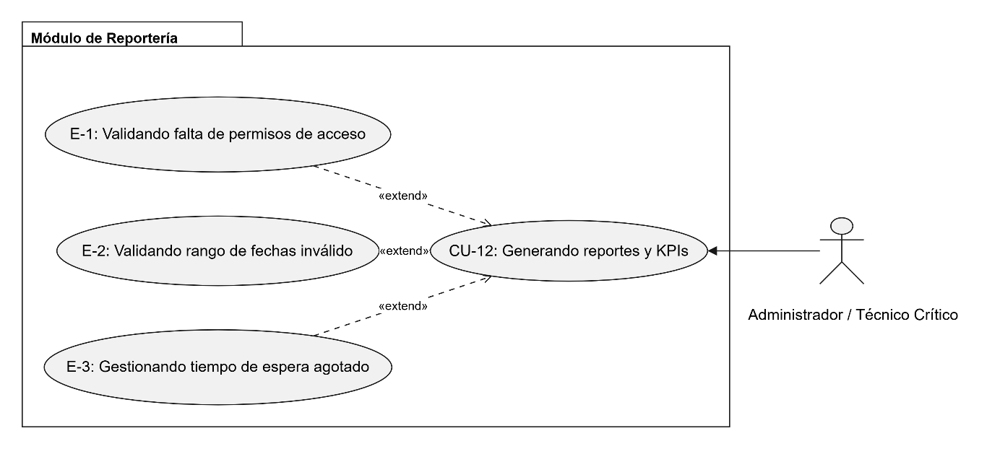 Módulo de Reportería
E-1: Validando falta de permisos de acceso
«extend»
E-2: Validando rango de fechas inválido
«extend»
CU-12: Generando reportes y KPIs
«extend»
Administrador / Técnico Crítico
E-3: Gestionando tiempo de espera agotado